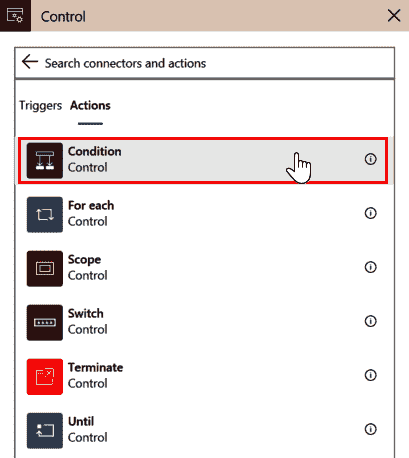 Control
Search connectors and actions
Triggers Actions
Condition
Control
For each
Control
Scope
Control
Switch
Control
Terminate
Control
Until
Control